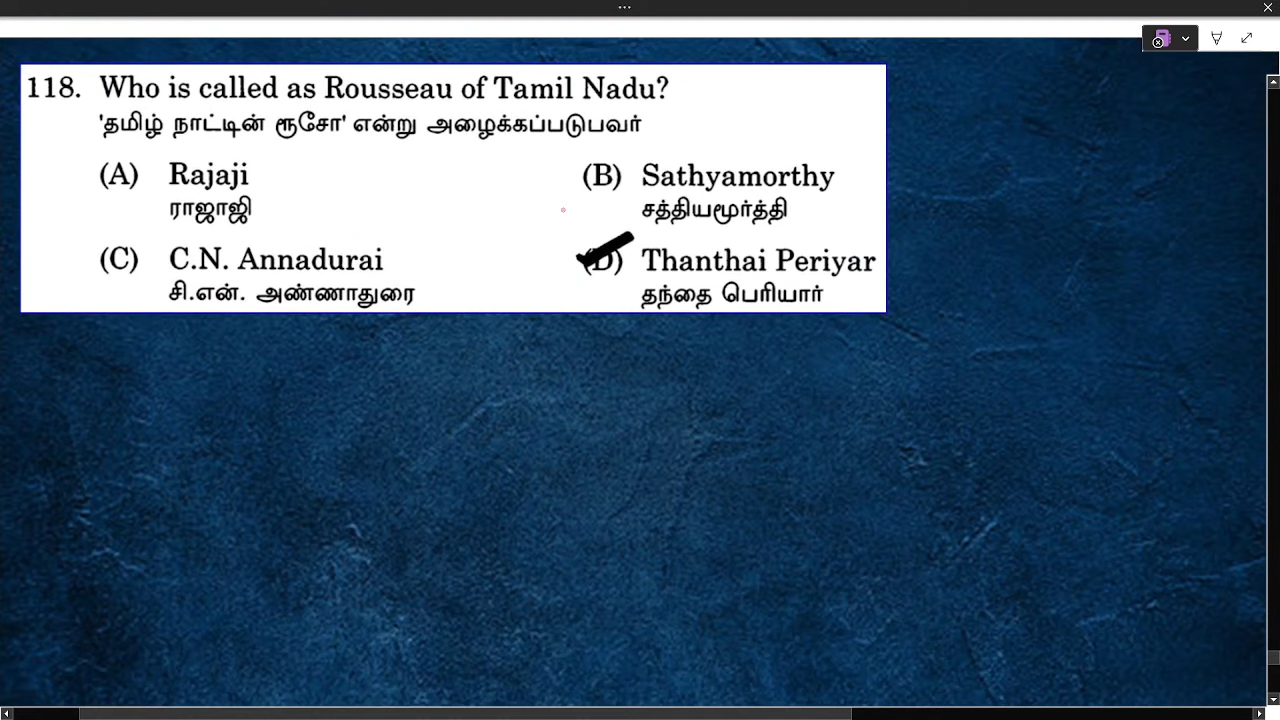 118. Who is called as Rousseau of Tamil Nadu?
'தமிழ் நாட்டின் ரூசோ' என்று அழைக்கப்படுபவர்
(A) Rajaji
ராஜாஜி
(B) Sathyamorthy
சத்தியமூர்த்தி
(C) C.N. Annadurai
சி.என். அண்ணாதுரை
(D) Thanthai Periyar
தந்தை பெரியார்